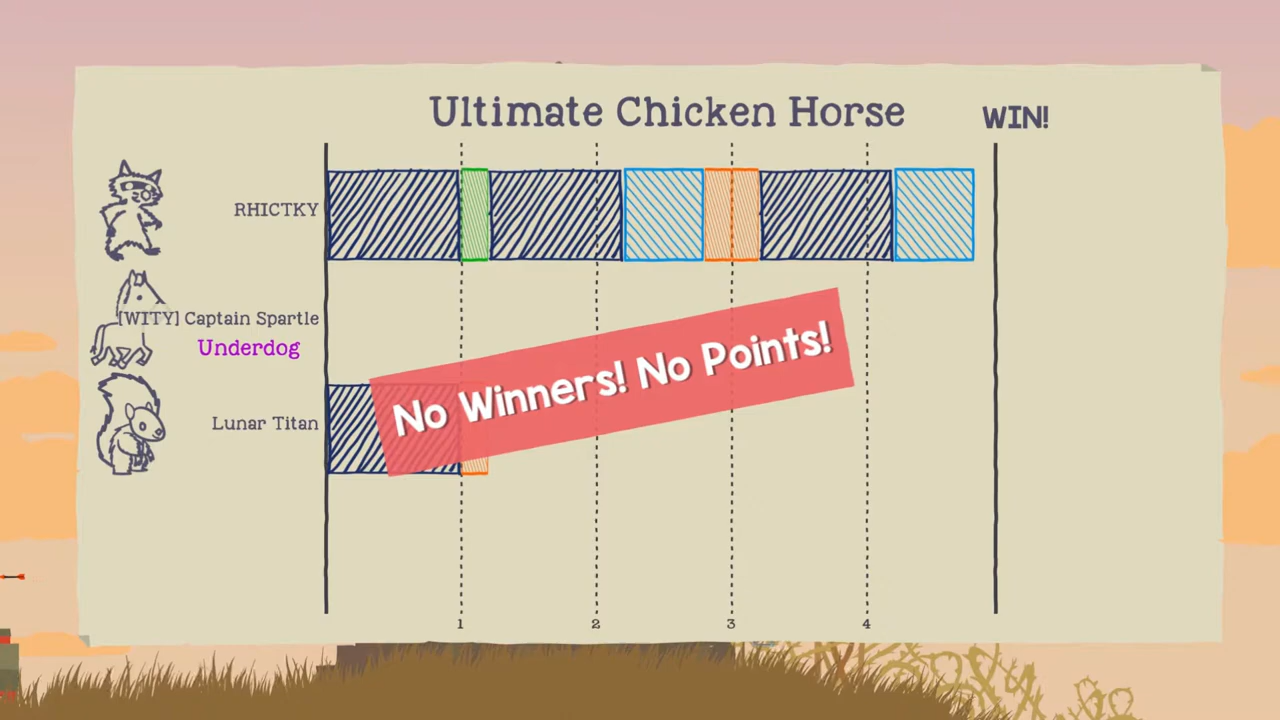 Ultimate Chicken Horse
WIN!
RHICTKY
[WITY] Captain Spartle
Underdog
No Winners! No Points!
Lunar Titan
1 2 3 4